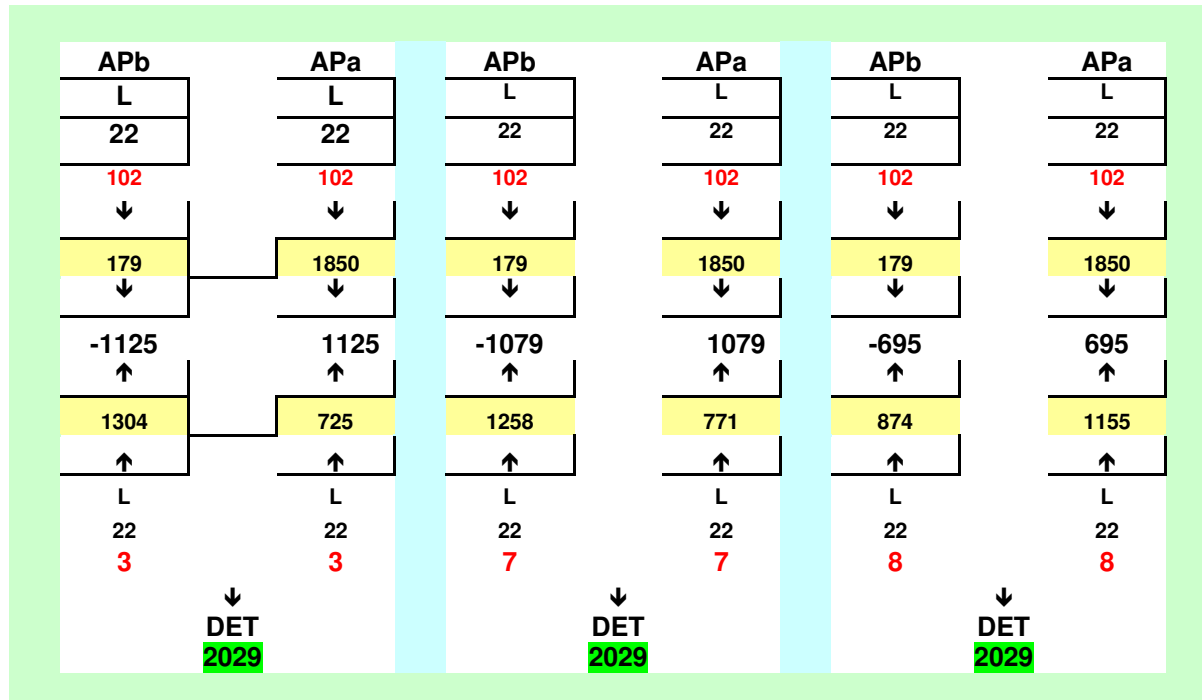 APb APa APb APa APb APa
L L L L L L
22 22 22 22 22 22
102 102 102 102 102 102
179 1850 179 1850 179 1850
-1125 1125 -1079 1079 -695 695
1304 725 1258 771 874 1155
L L L L L L
22 22 22 22 22 22
3 3 7 7 8 8
DET DET DET
2029 2029 2029